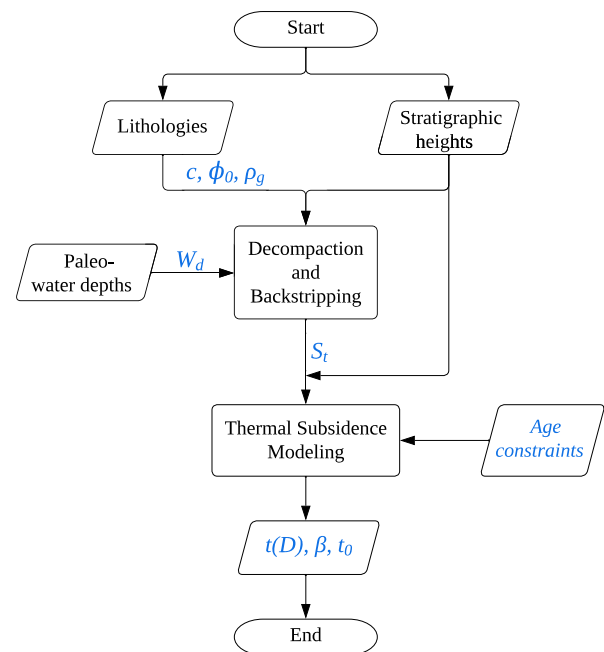 Start
Lithologies
Stratigraphic
heights
c, ϕ₀, ρg
Paleo-
water depths
Wd
Decompaction
and
Backstripping
Sₜ
Thermal Subsidence
Modeling
Age
constraints
t(D), β, t₀
End